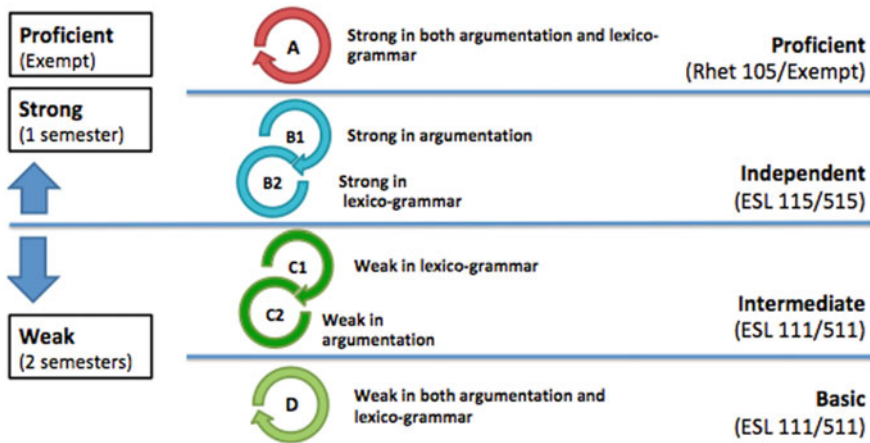 Proficient
(Exempt)
A
Strong in both argumentation and lexico-
grammar
Proficient
(Rhet 105/Exempt)
Strong
(1 semester)
B1
Strong in argumentation
B2
Strong in
lexico-grammar
Independent
(ESL 115/515)
C1
Weak in lexico-grammar
C2
Weak in
argumentation
Intermediate
(ESL 111/511)
Weak
(2 semesters)
D
Weak in both argumentation and
lexico-grammar
Basic
(ESL 111/511)